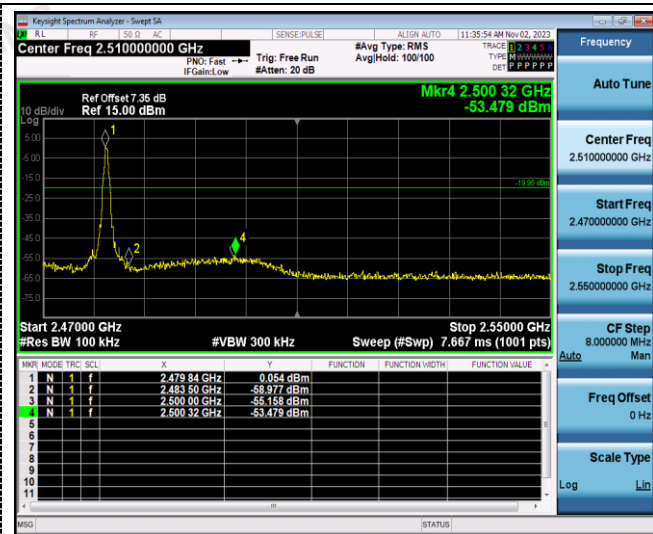 Keysight Spectrum Analyzer - Swept SA
RL RF 50 Ω AC SENSE:PULSE ALIGN AUTO 11:35:54 AM Nov 02, 2023
Center Freq 2.510000000 GHz
PNO: Fast
IFGain:Low
Trig: Free Run
#Atten: 20 dB
#Avg Type: RMS
Avg|Hold: 100/100
TRACE 1 2 3 4 5 6
TYPE M W W W W W
DET P P P P P P
Ref Offset 7.35 dB
Ref 15.00 dBm
10 dB/div
Log
Mkr4 2.500 32 GHz
-53.479 dBm
5.00
-5.00
-15.0
-25.0
-35.0
-45.0
-55.0
-65.0
-75.0
1
2
4
-19.95 dBm
Start 2.47000 GHz Stop 2.55000 GHz
#Res BW 100 kHz #VBW 300 kHz Sweep (#Swp) 7.667 ms (1001 pts)
MKR MODE TRC SCL X Y FUNCTION FUNCTION WIDTH FUNCTION VALUE
1 N 1 f 2.479 84 GHz 0.054 dBm
2 N 1 f 2.483 50 GHz -58.977 dBm
3 N 1 f 2.500 00 GHz -55.158 dBm
4 N 1 f 2.500 32 GHz -53.479 dBm
5
6
7
8
9
10
11
MSG STATUS
Frequency
Auto Tune
Center Freq
2.510000000 GHz
Start Freq
2.470000000 GHz
Stop Freq
2.550000000 GHz
CF Step
8.000000 MHz
Auto Man
Freq Offset
0 Hz
Scale Type
Log Lin